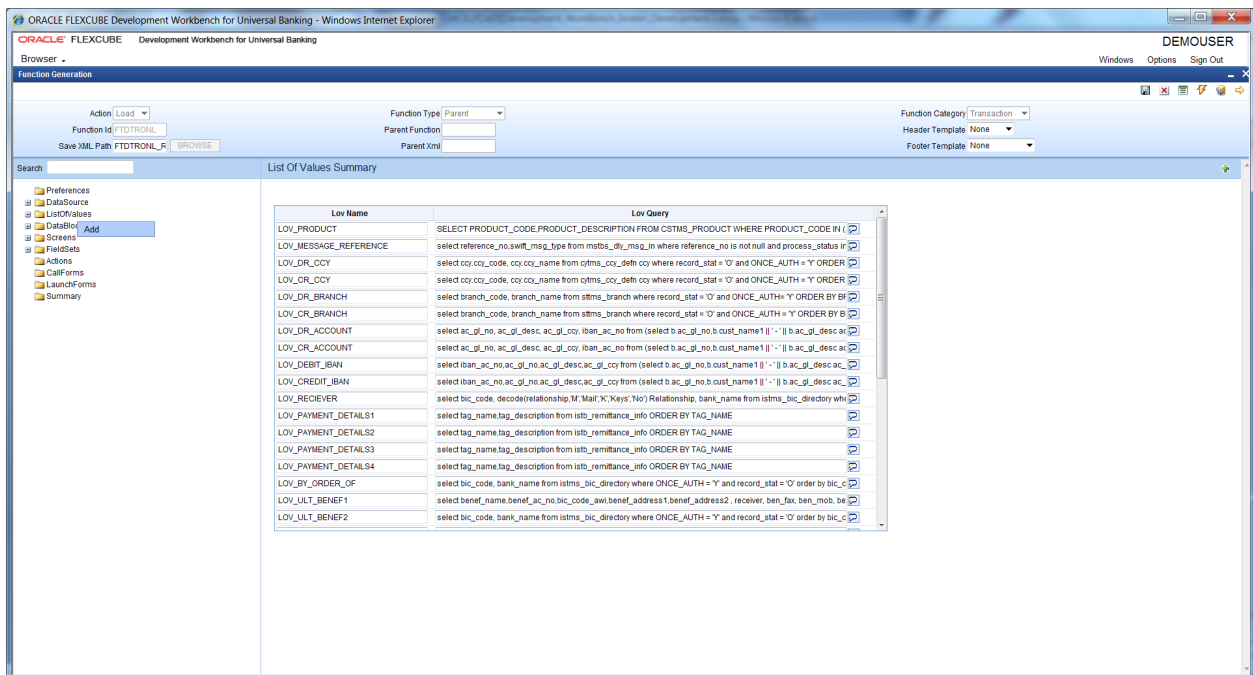 ORACLE FLEXCUBE Development Workbench for Universal Banking - Windows Internet Explorer
ORACLE FLEXCUBE Development Workbench for Universal Banking DEMOUSER
Browser Windows Options Sign Out
Function Generation
Action Load Function Type Parent Function Category Transaction
Function Id FTDTRONL Parent Function Header Template None
Save XML Path FTDTRONL_R BROWSE Parent Xml Footer Template None
Search List Of Values Summary
Preferences
DataSource
ListOfValues
DataBloc
Add
Screens
FieldSets
Actions
CallForms
LaunchForms
Summary
Lov Name Lov Query
LOV_PRODUCT SELECT PRODUCT_CODE,PRODUCT_DESCRIPTION FROM CSTMS_PRODUCT WHERE PRODUCT_CODE IN (
LOV_MESSAGE_REFERENCE select reference_no,swift_msg_type from mstbs_dly_msg_in where reference_no is not null and process_status in
LOV_DR_CCY select ccy.ccy_code, ccy.ccy_name from cytms_ccy_defn ccy where record_stat = 'O' and ONCE_AUTH = 'Y' ORDER
LOV_CR_CCY select ccy.ccy_code, ccy.ccy_name from cytms_ccy_defn ccy where record_stat = 'O' and ONCE_AUTH = 'Y' ORDER
LOV_DR_BRANCH select branch_code, branch_name from sttms_branch where record_stat = 'O' and ONCE_AUTH= 'Y' ORDER BY BR
LOV_CR_BRANCH select branch_code, branch_name from sttms_branch where record_stat = 'O' and ONCE_AUTH = 'Y' ORDER BY B
LOV_DR_ACCOUNT select ac_gl_no, ac_gl_desc, ac_gl_ccy, iban_ac_no from (select b.ac_gl_no,b.cust_name1 || ' - ' || b.ac_gl_desc ac
LOV_CR_ACCOUNT select ac_gl_no, ac_gl_desc, ac_gl_ccy, iban_ac_no from (select b.ac_gl_no,b.cust_name1 || ' - ' || b.ac_gl_desc ac
LOV_DEBIT_IBAN select iban_ac_no,ac_gl_no,ac_gl_desc,ac_gl_ccy from (select b.ac_gl_no,b.cust_name1 || ' - ' || b.ac_gl_desc ac_
LOV_CREDIT_IBAN select iban_ac_no,ac_gl_no,ac_gl_desc,ac_gl_ccy from (select b.ac_gl_no,b.cust_name1 || ' - ' || b.ac_gl_desc ac_
LOV_RECIEVER select bic_code, decode(relationship,'M','Mail','K','Keys','No') Relationship, bank_name from istms_bic_directory whe
LOV_PAYMENT_DETAILS1 select tag_name,tag_description from istb_remittance_info ORDER BY TAG_NAME
LOV_PAYMENT_DETAILS2 select tag_name,tag_description from istb_remittance_info ORDER BY TAG_NAME
LOV_PAYMENT_DETAILS3 select tag_name,tag_description from istb_remittance_info ORDER BY TAG_NAME
LOV_PAYMENT_DETAILS4 select tag_name,tag_description from istb_remittance_info ORDER BY TAG_NAME
LOV_BY_ORDER_OF select bic_code, bank_name from istms_bic_directory where ONCE_AUTH = 'Y' and record_stat = 'O' order by bic_c
LOV_ULT_BENEF1 select benef_name,benef_ac_no,bic_code_awi,benef_address1,benef_address2 , receiver, ben_fax, ben_mob, be
LOV_ULT_BENEF2 select bic_code, bank_name from istms_bic_directory where ONCE_AUTH = 'Y' and record_stat = 'O' order by bic_c